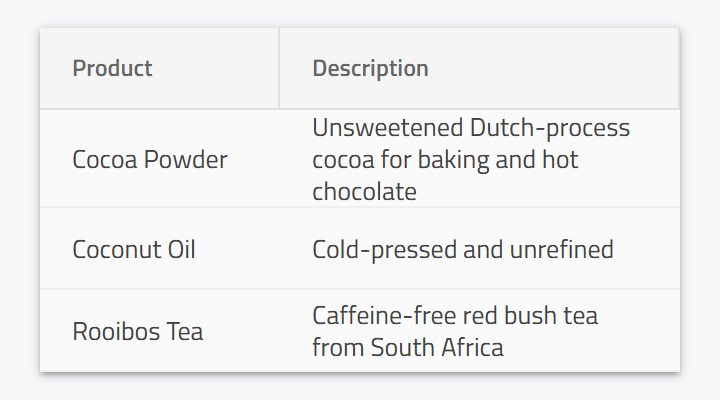 Product Description
Cocoa Powder
Unsweetened Dutch-process
cocoa for baking and hot
chocolate
Coconut Oil
Cold-pressed and unrefined
Rooibos Tea
Caffeine-free red bush tea
from South Africa